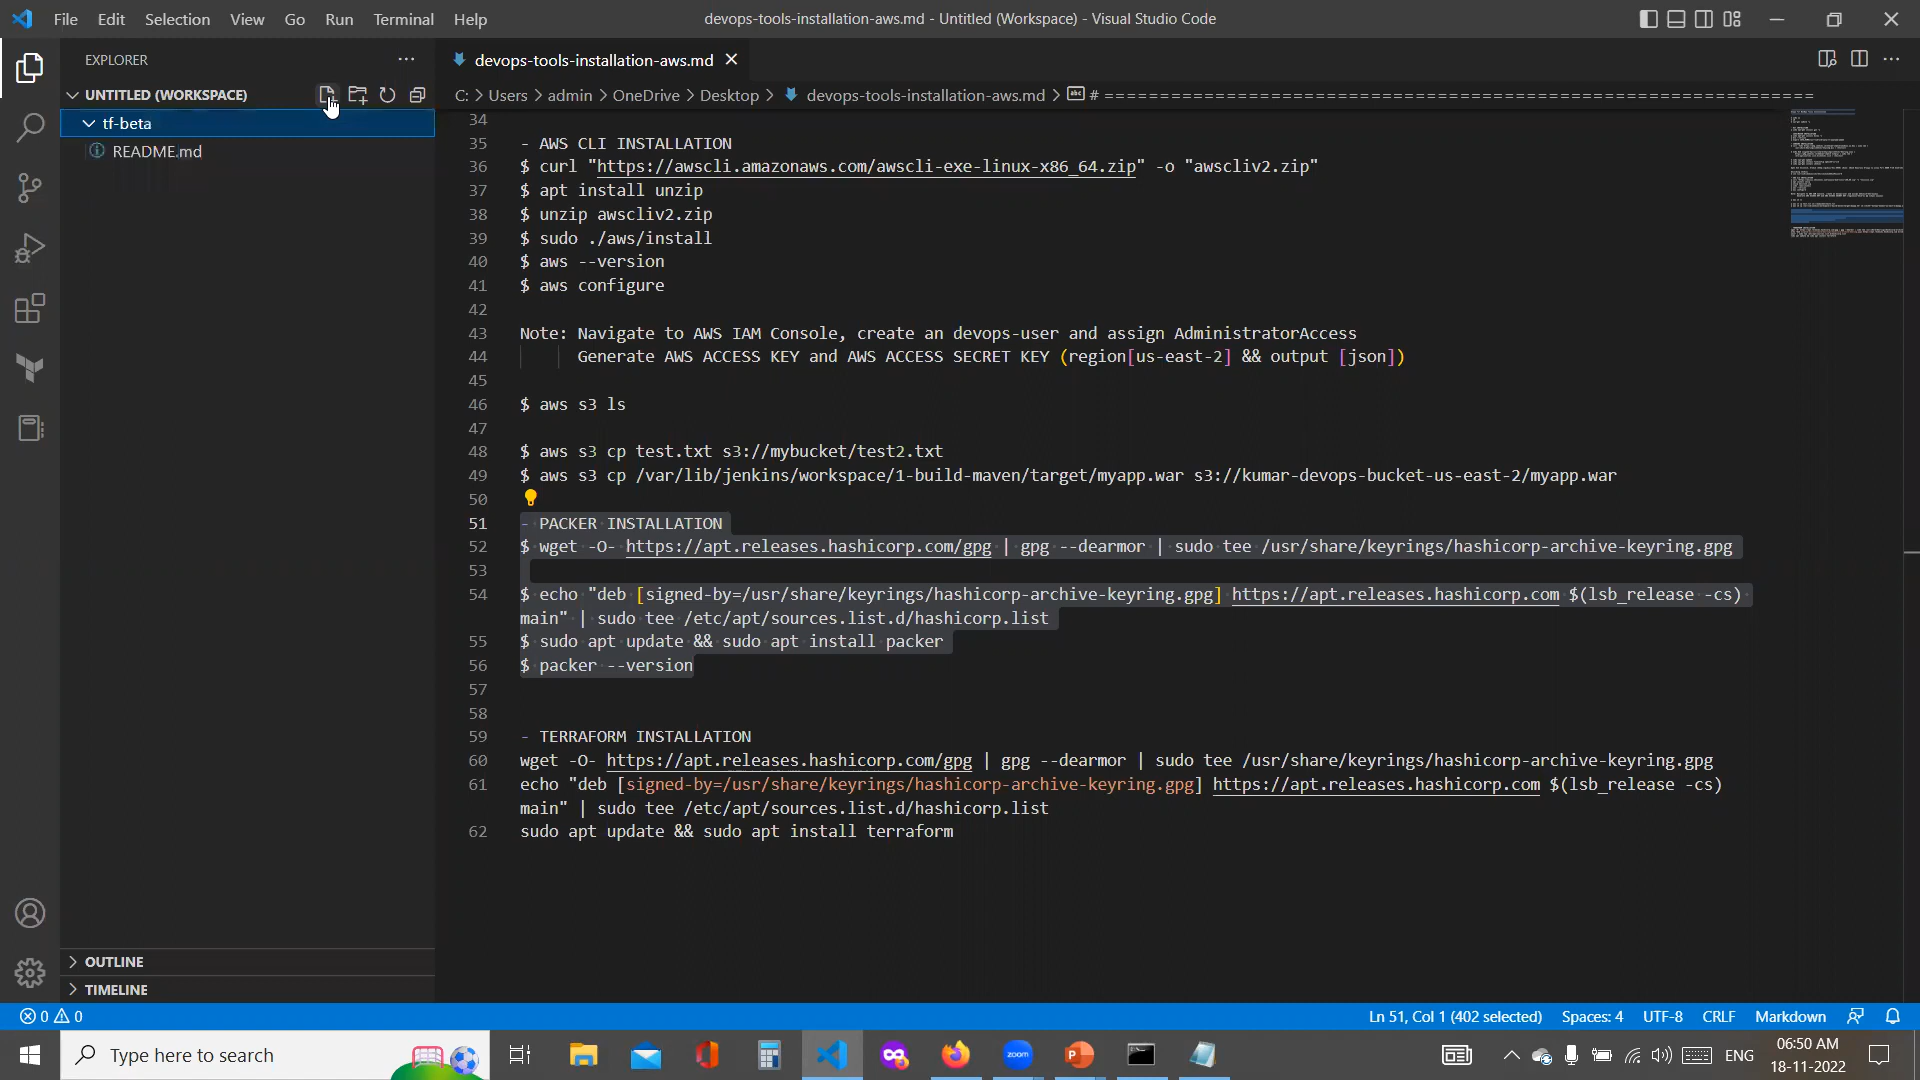 File Edit Selection View Go Run Terminal Help
devops-tools-installation-aws.md - Untitled (Workspace) - Visual Studio Code
EXPLORER
devops-tools-installation-aws.md
UNTITLED (WORKSPACE)
tf-beta
README.md
C: > Users > admin > OneDrive > Desktop > devops-tools-installation-aws.md > # ==========================================================================
34
35 - AWS CLI INSTALLATION
36 $ curl "https://awscli.amazonaws.com/awscli-exe-linux-x86_64.zip" -o "awscliv2.zip"
37 $ apt install unzip
38 $ unzip awscliv2.zip
39 $ sudo ./aws/install
40 $ aws --version
41 $ aws configure
42
43 Note: Navigate to AWS IAM Console, create an devops-user and assign AdministratorAccess
44 Generate AWS ACCESS KEY and AWS ACCESS SECRET KEY (region[us-east-2] && output [json])
45
46 $ aws s3 ls
47
48 $ aws s3 cp test.txt s3://mybucket/test2.txt
49 $ aws s3 cp /var/lib/jenkins/workspace/1-build-maven/target/myapp.war s3://kumar-devops-bucket-us-east-2/myapp.war
50
51 - PACKER INSTALLATION
52 $ wget -O- https://apt.releases.hashicorp.com/gpg | gpg --dearmor | sudo tee /usr/share/keyrings/hashicorp-archive-keyring.gpg
53
54 $ echo "deb [signed-by=/usr/share/keyrings/hashicorp-archive-keyring.gpg] https://apt.releases.hashicorp.com $(lsb_release -cs)
main" | sudo tee /etc/apt/sources.list.d/hashicorp.list
55 $ sudo apt update && sudo apt install packer
56 $ packer --version
57
58
59 - TERRAFORM INSTALLATION
60 wget -O- https://apt.releases.hashicorp.com/gpg | gpg --dearmor | sudo tee /usr/share/keyrings/hashicorp-archive-keyring.gpg
61 echo "deb [signed-by=/usr/share/keyrings/hashicorp-archive-keyring.gpg] https://apt.releases.hashicorp.com $(lsb_release -cs)
main" | sudo tee /etc/apt/sources.list.d/hashicorp.list
62 sudo apt update && sudo apt install terraform
OUTLINE
TIMELINE
0 0
Ln 51, Col 1 (402 selected) Spaces: 4 UTF-8 CRLF Markdown
Type here to search
zoom
ENG
06:50 AM
18-11-2022